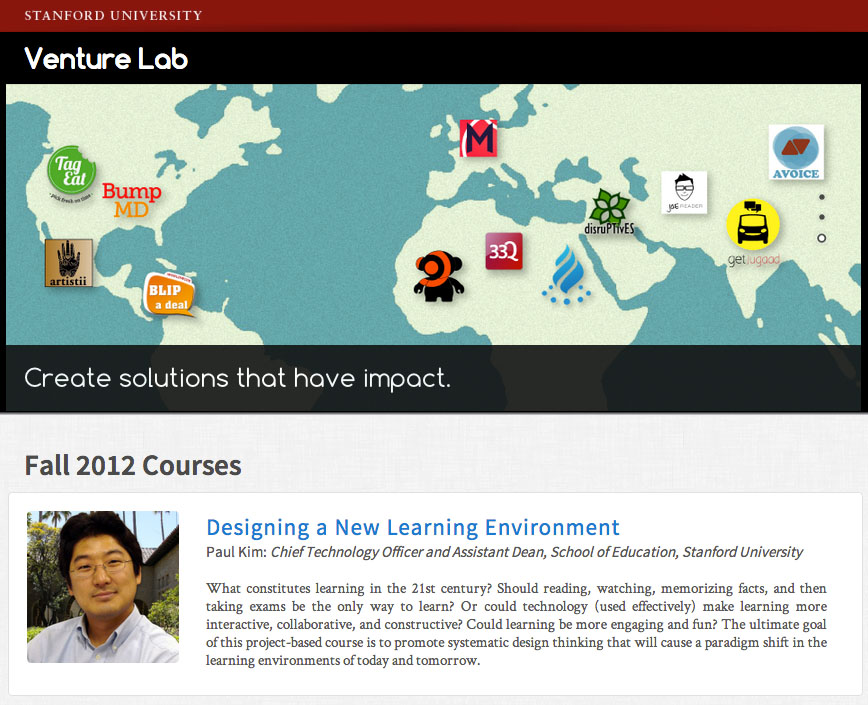 STANFORD UNIVERSITY
Venture Lab
Tag
Eat
pick fresh on time
Bump
MD
artistii
BLIP
a deal
M
33Q
disruPTiVES
JOE READER
getjugaad
AVOICE
Create solutions that have impact.
Fall 2012 Courses
Designing a New Learning Environment
Paul Kim: Chief Technology Officer and Assistant Dean, School of Education, Stanford University
What constitutes learning in the 21st century? Should reading, watching, memorizing facts, and then
taking exams be the only way to learn? Or could technology (used effectively) make learning more
interactive, collaborative, and constructive? Could learning be more engaging and fun? The ultimate goal
of this project-based course is to promote systematic design thinking that will cause a paradigm shift in the
learning environments of today and tomorrow.